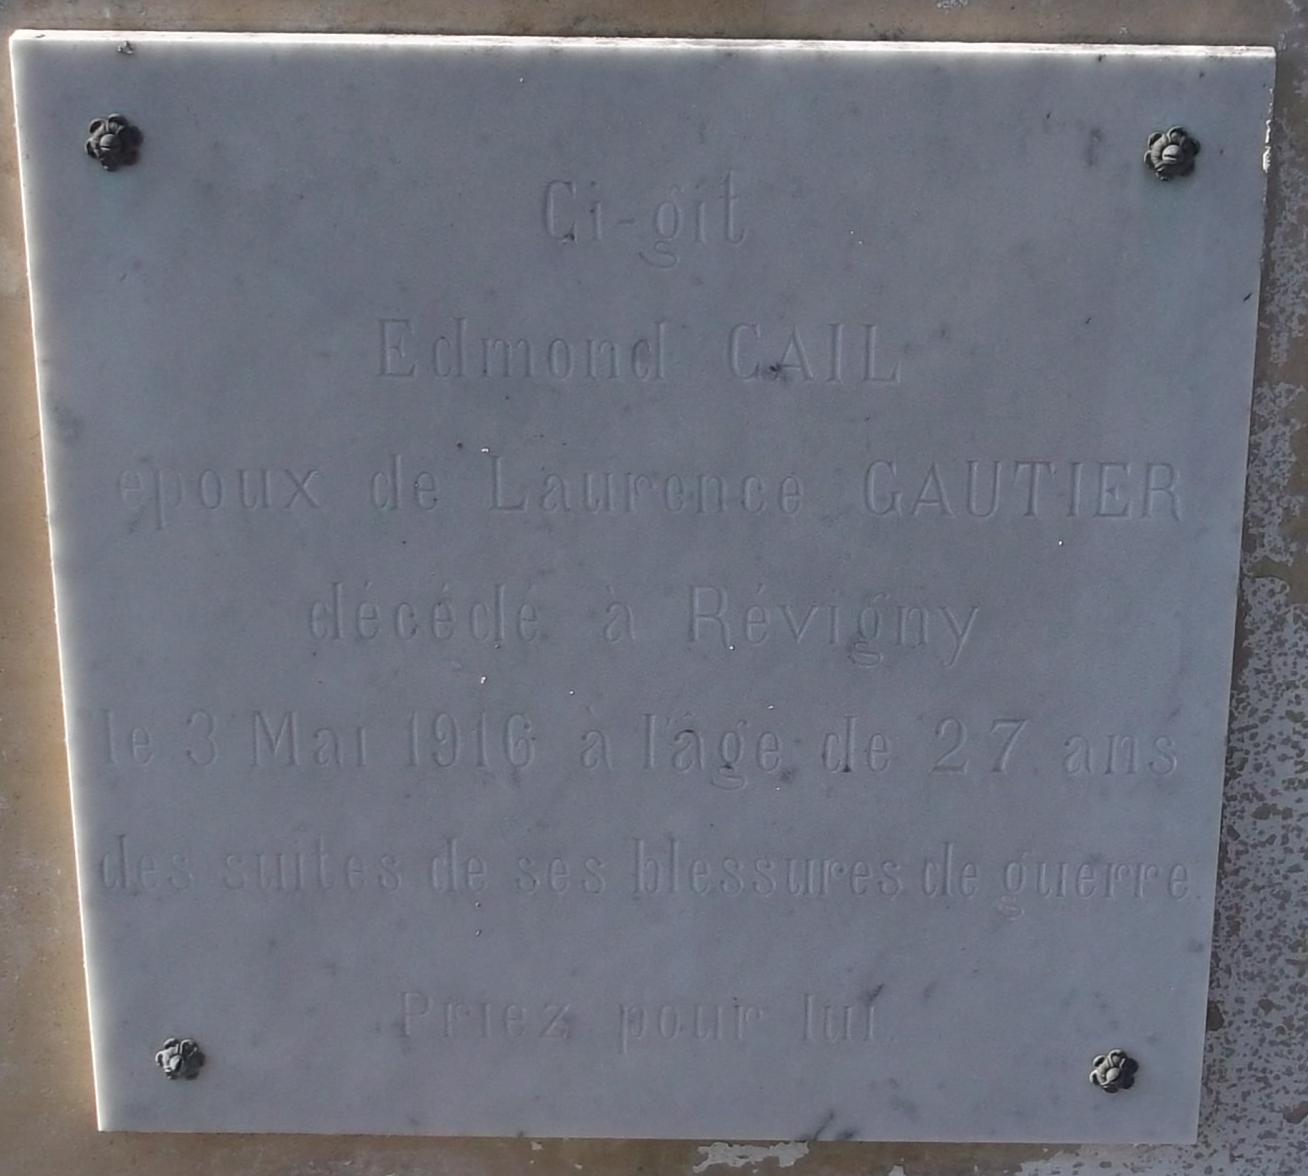 Ci-git
Edmond CAIL
époux de Laurence GAUTIER
décédé à Révigny
le 3 Mai 1916 à l'âge de 27 ans
des suites de ses blessures de guerre
Priez pour lui